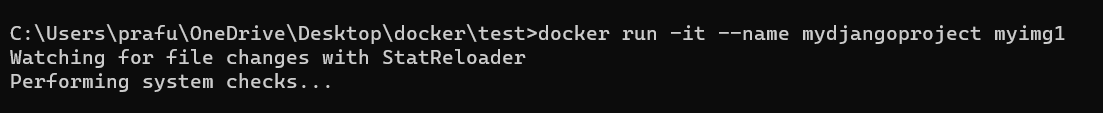 C:\Users\prafu\OneDrive\Desktop\docker\test>docker run -it --name mydjangoproject myimg1
Watching for file changes with StatReloader
Performing system checks...